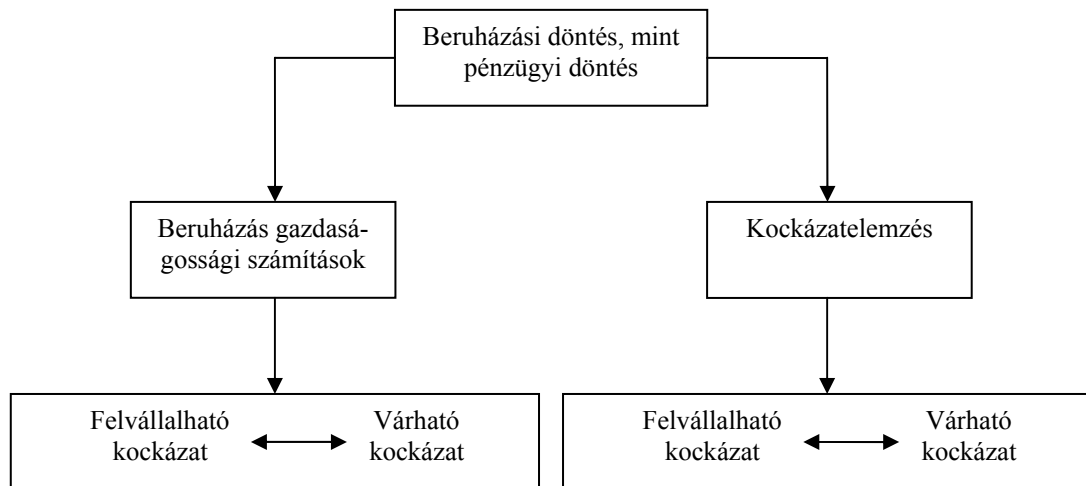 Beruházási döntés, mint
pénzügyi döntés
Beruházás gazdasá-
gossági számítások
Kockázatelemzés
Felvállalható
kockázat
Várható
kockázat
Felvállalható
kockázat
Várható
kockázat